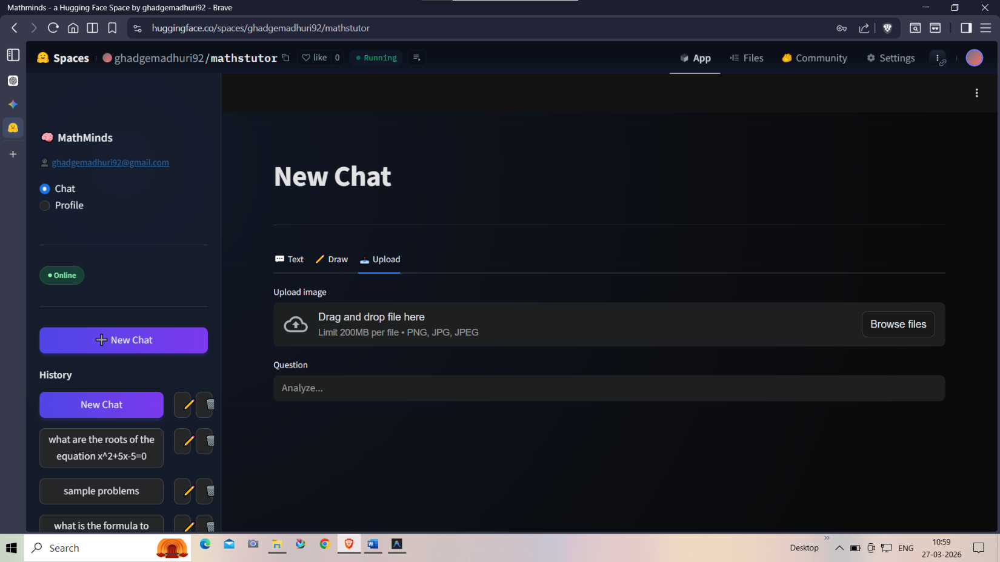 Mathminds - a Hugging Face Space by ghadgemadhuri92 - Brave
huggingface.co/spaces/ghadgemadhuri92/mathstutor
Spaces ghadgemadhuri92/mathstutor like 0 Running App Files Community Settings
MathMinds
ghadgemadhuri92@gmail.com
Chat
Profile
Online
New Chat
History
New Chat
what are the roots of the
equation x^2+5x-5=0
sample problems
what is the formula to
New Chat
Text Draw Upload
Upload image
Drag and drop file here
Limit 200MB per file • PNG, JPG, JPEG
Browse files
Question
Analyze...
Search
Desktop
ENG
10:59
27-03-2026